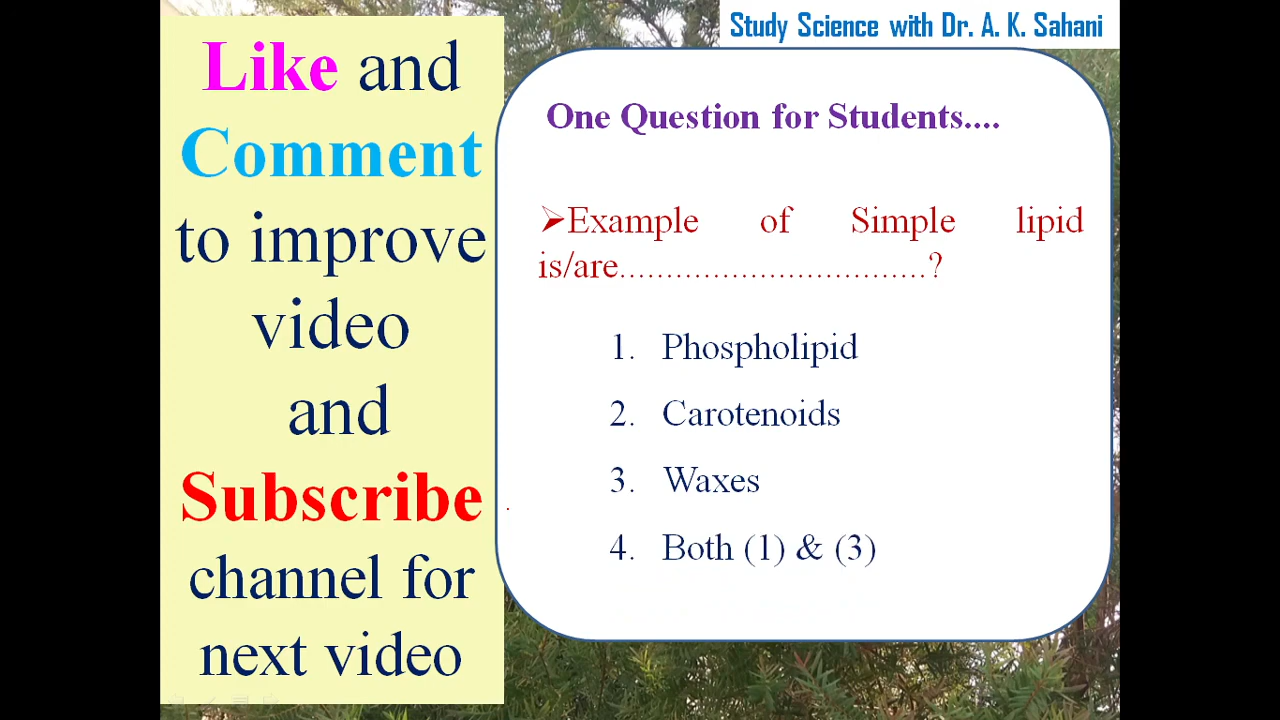 Like and
Comment
to improve
video
and
Subscribe
channel for
next video
Study Science with Dr. A. K. Sahani
One Question for Students....
➢Example of Simple lipid
is/are.................................?
1. Phospholipid
2. Carotenoids
3. Waxes
4. Both (1) & (3)